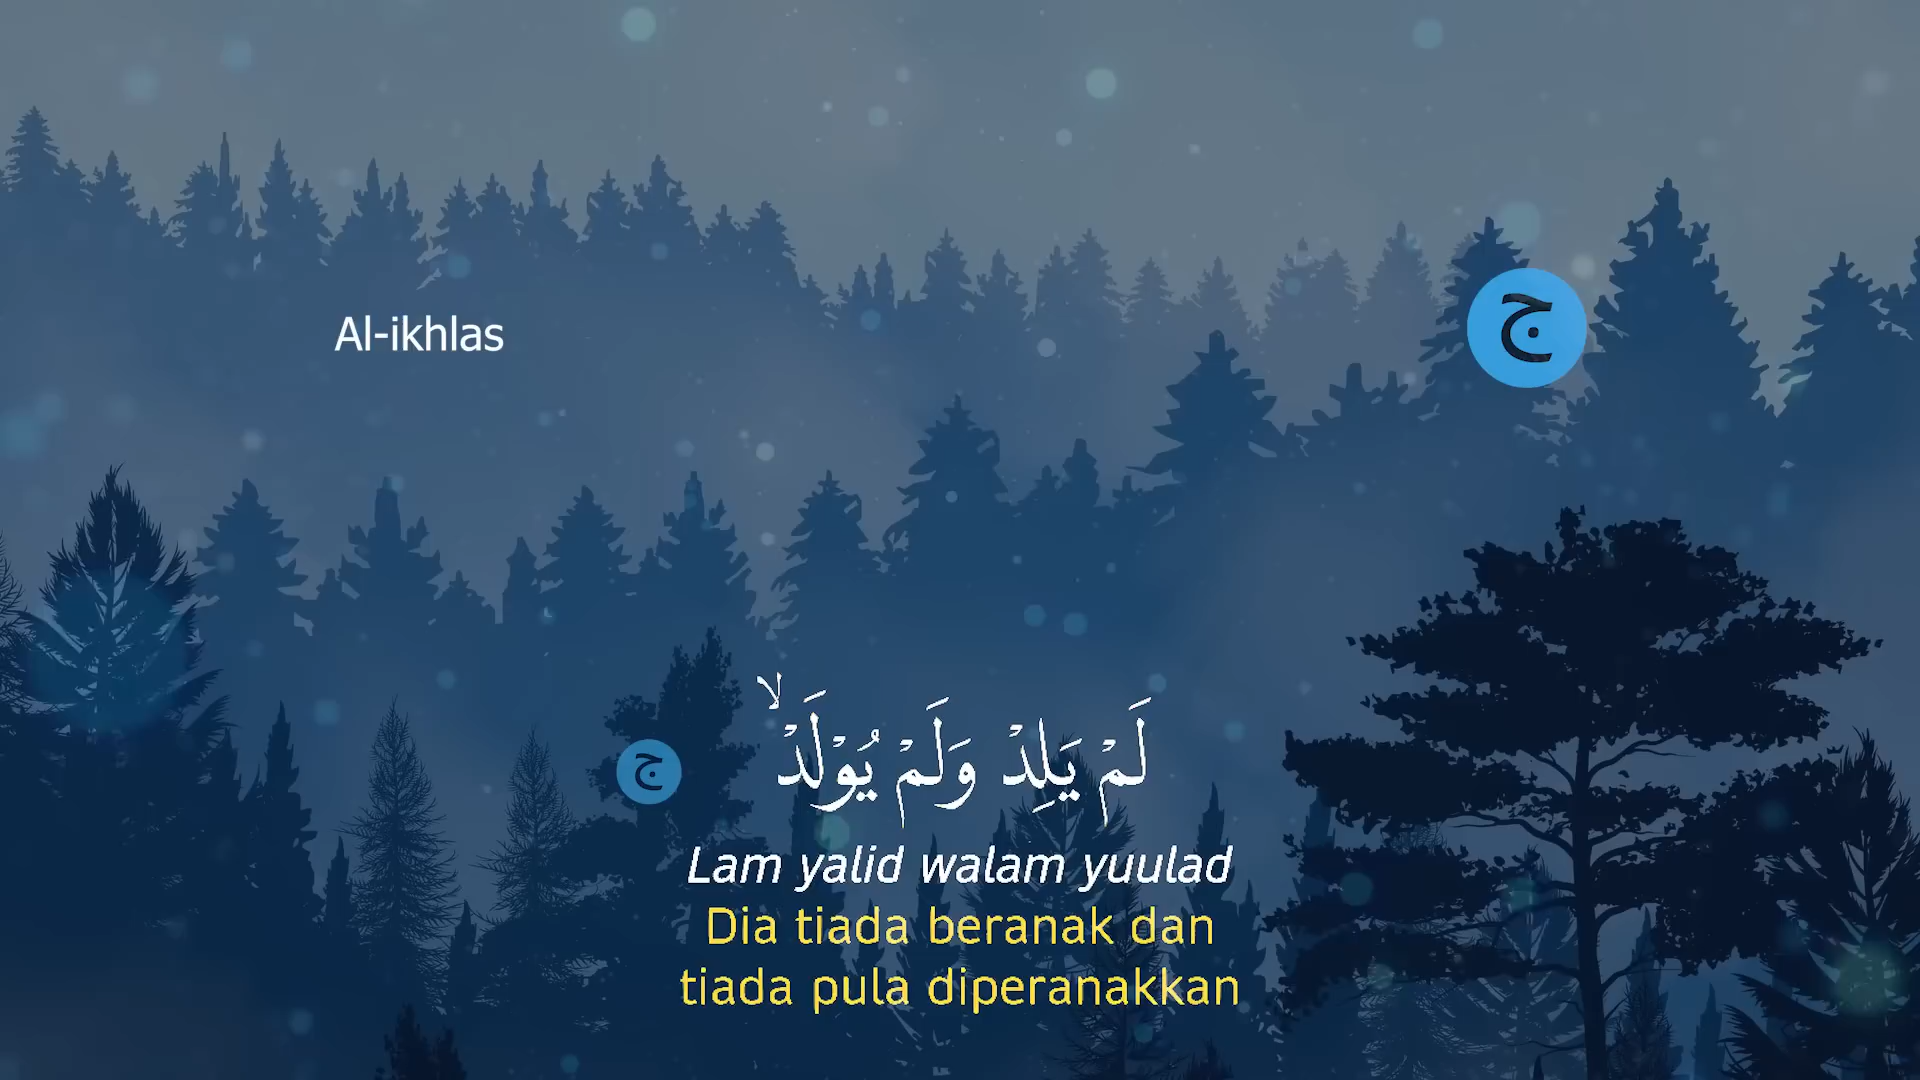 Al-ikhlas
ج
لَمْ يَلِدْ وَلَمْ يُوْلَدْۙ
ج
Lam yalid walam yuulad
Dia tiada beranak dan
tiada pula diperanakkan